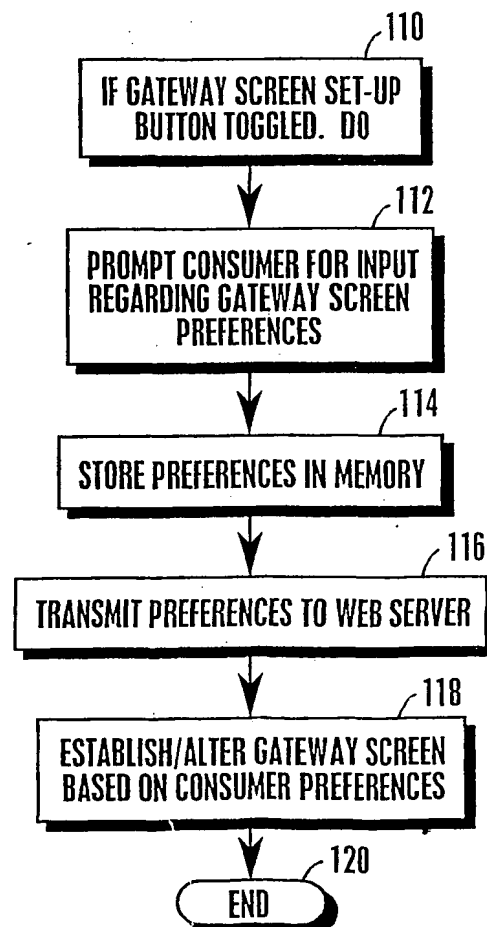 110
IF GATEWAY SCREEN SET-UP
BUTTON TOGGLED. DO
112
PROMPT CONSUMER FOR INPUT
REGARDING GATEWAY SCREEN
PREFERENCES
114
STORE PREFERENCES IN MEMORY
116
TRANSMIT PREFERENCES TO WEB SERVER
118
ESTABLISH/ALTER GATEWAY SCREEN
BASED ON CONSUMER PREFERENCES
120
END